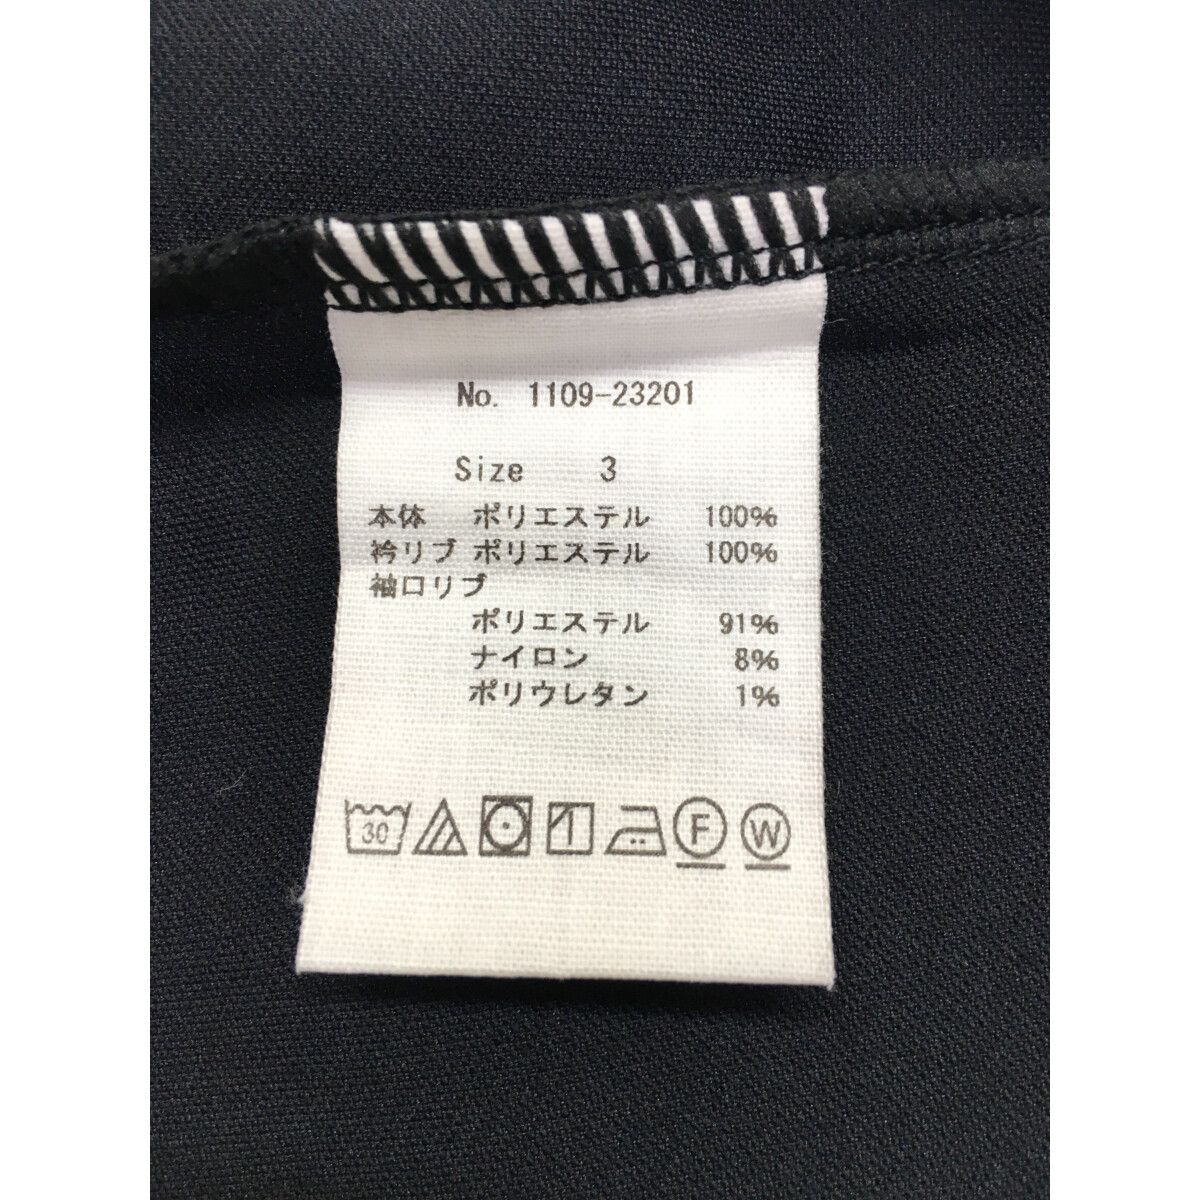 No. 1109-23201
Size 3
本体 ポリエステル 100%
衿リブ ポリエステル 100%
袖口リブ
ポリエステル 91%
ナイロン 8%
ポリウレタン 1%
30 F W